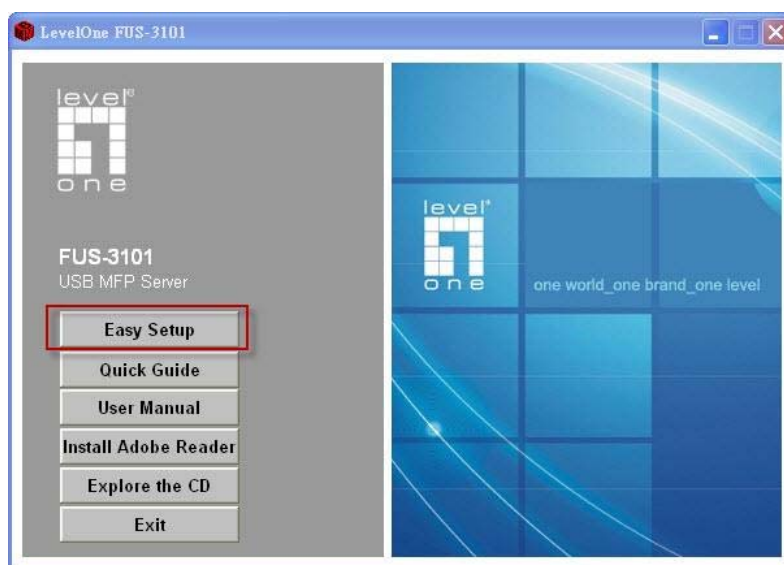 LevelOne FUS-3101
level®
one
FUS-3101
USB MFP Server
Easy Setup
Quick Guide
User Manual
Install Adobe Reader
Explore the CD
Exit
level®
one
one world_one brand_one level